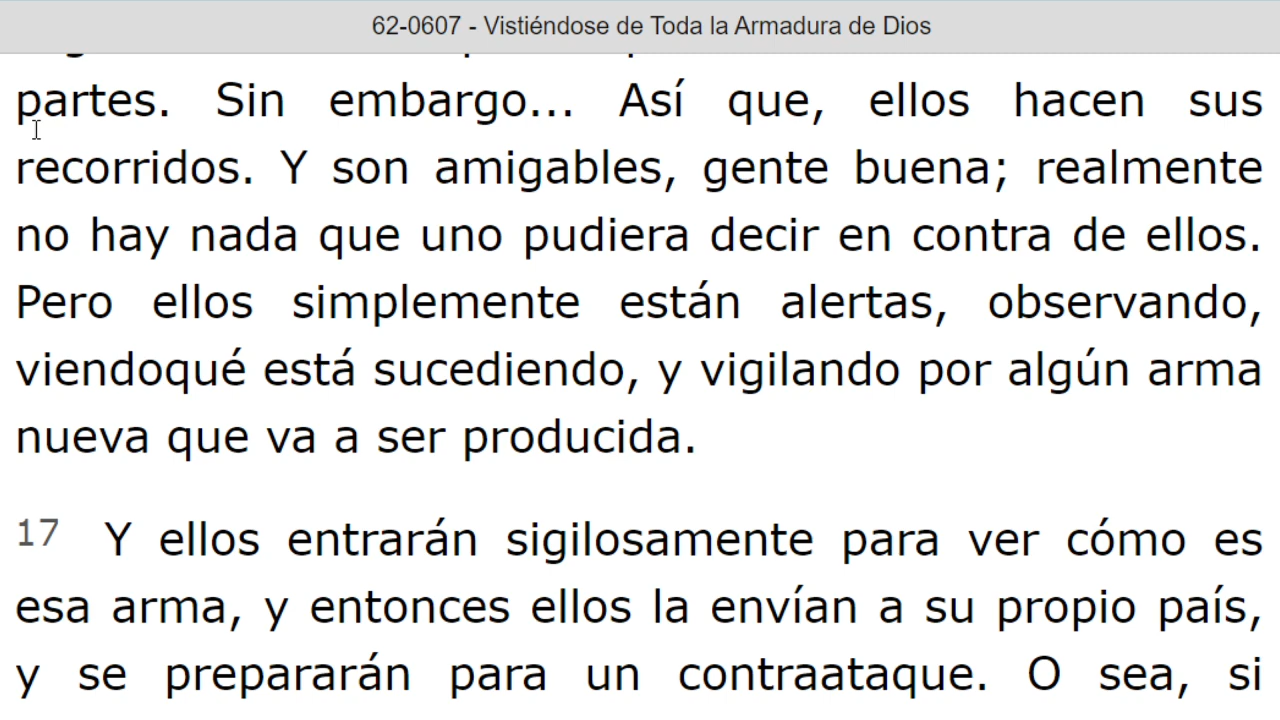 62-0607 - Vistiéndose de Toda la Armadura de Dios
partes. Sin embargo... Así que, ellos hacen sus
recorridos. Y son amigables, gente buena; realmente
no hay nada que uno pudiera decir en contra de ellos.
Pero ellos simplemente están alertas, observando,
viendoqué está sucediendo, y vigilando por algún arma
nueva que va a ser producida.
17 Y ellos entrarán sigilosamente para ver cómo es
esa arma, y entonces ellos la envían a su propio país,
y se prepararán para un contraataque. O sea, si